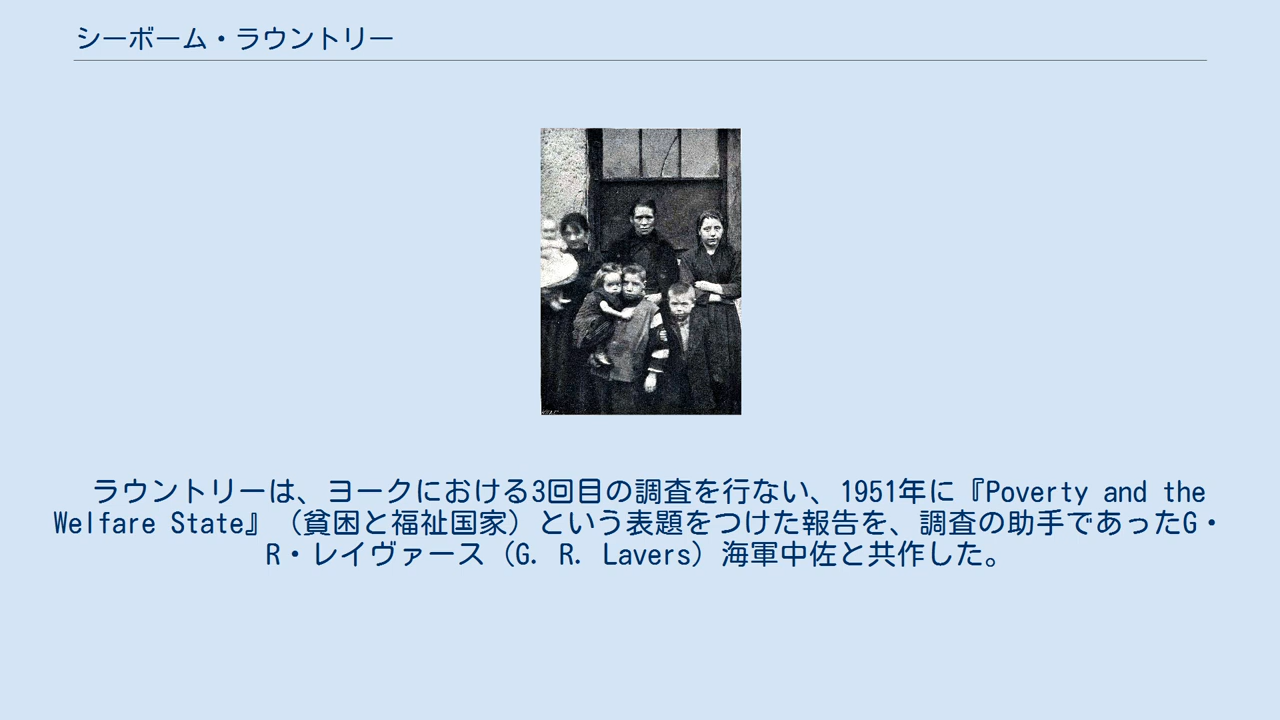 シーボーム・ラウントリー
ラウントリーは、ヨークにおける3回目の調査を行ない、1951年に『Poverty and the
Welfare State』（貧困と福祉国家）という表題をつけた報告を、調査の助手であったG・
R・レイヴァース（G. R. Lavers）海軍中佐と共作した。